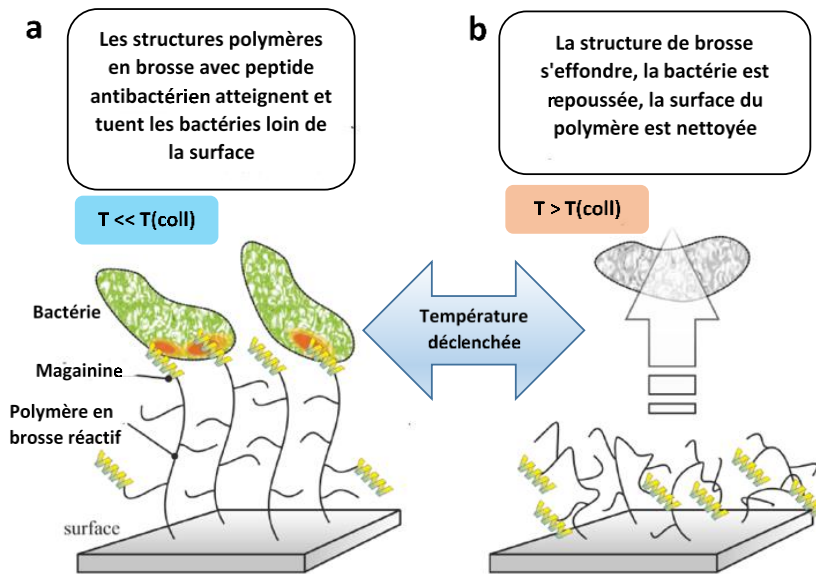 a
Les structures polymères
en brosse avec peptide
antibactérien atteignent et
tuent les bactéries loin de
la surface
T << T(coll)
Bactérie
Magainine
Polymère en
brosse réactif
surface
Température
déclenchée
b
La structure de brosse
s'effondre, la bactérie est
repoussée, la surface du
polymère est nettoyée
T > T(coll)